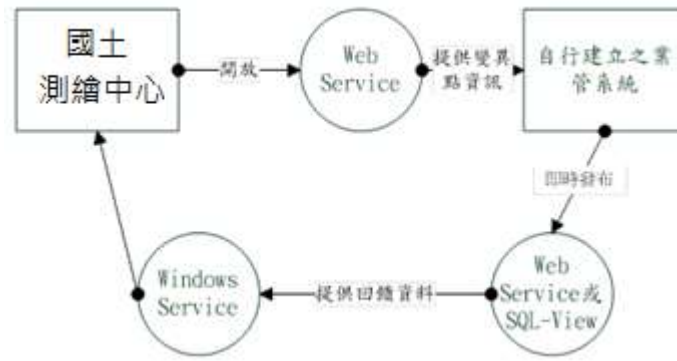 國土
測繪中心
開放
Web
Service
提供變異
點資訊
自行建立之業
管系統
即時發布
Web
Service或
SQL-View
提供回饋資料
Windows
Service